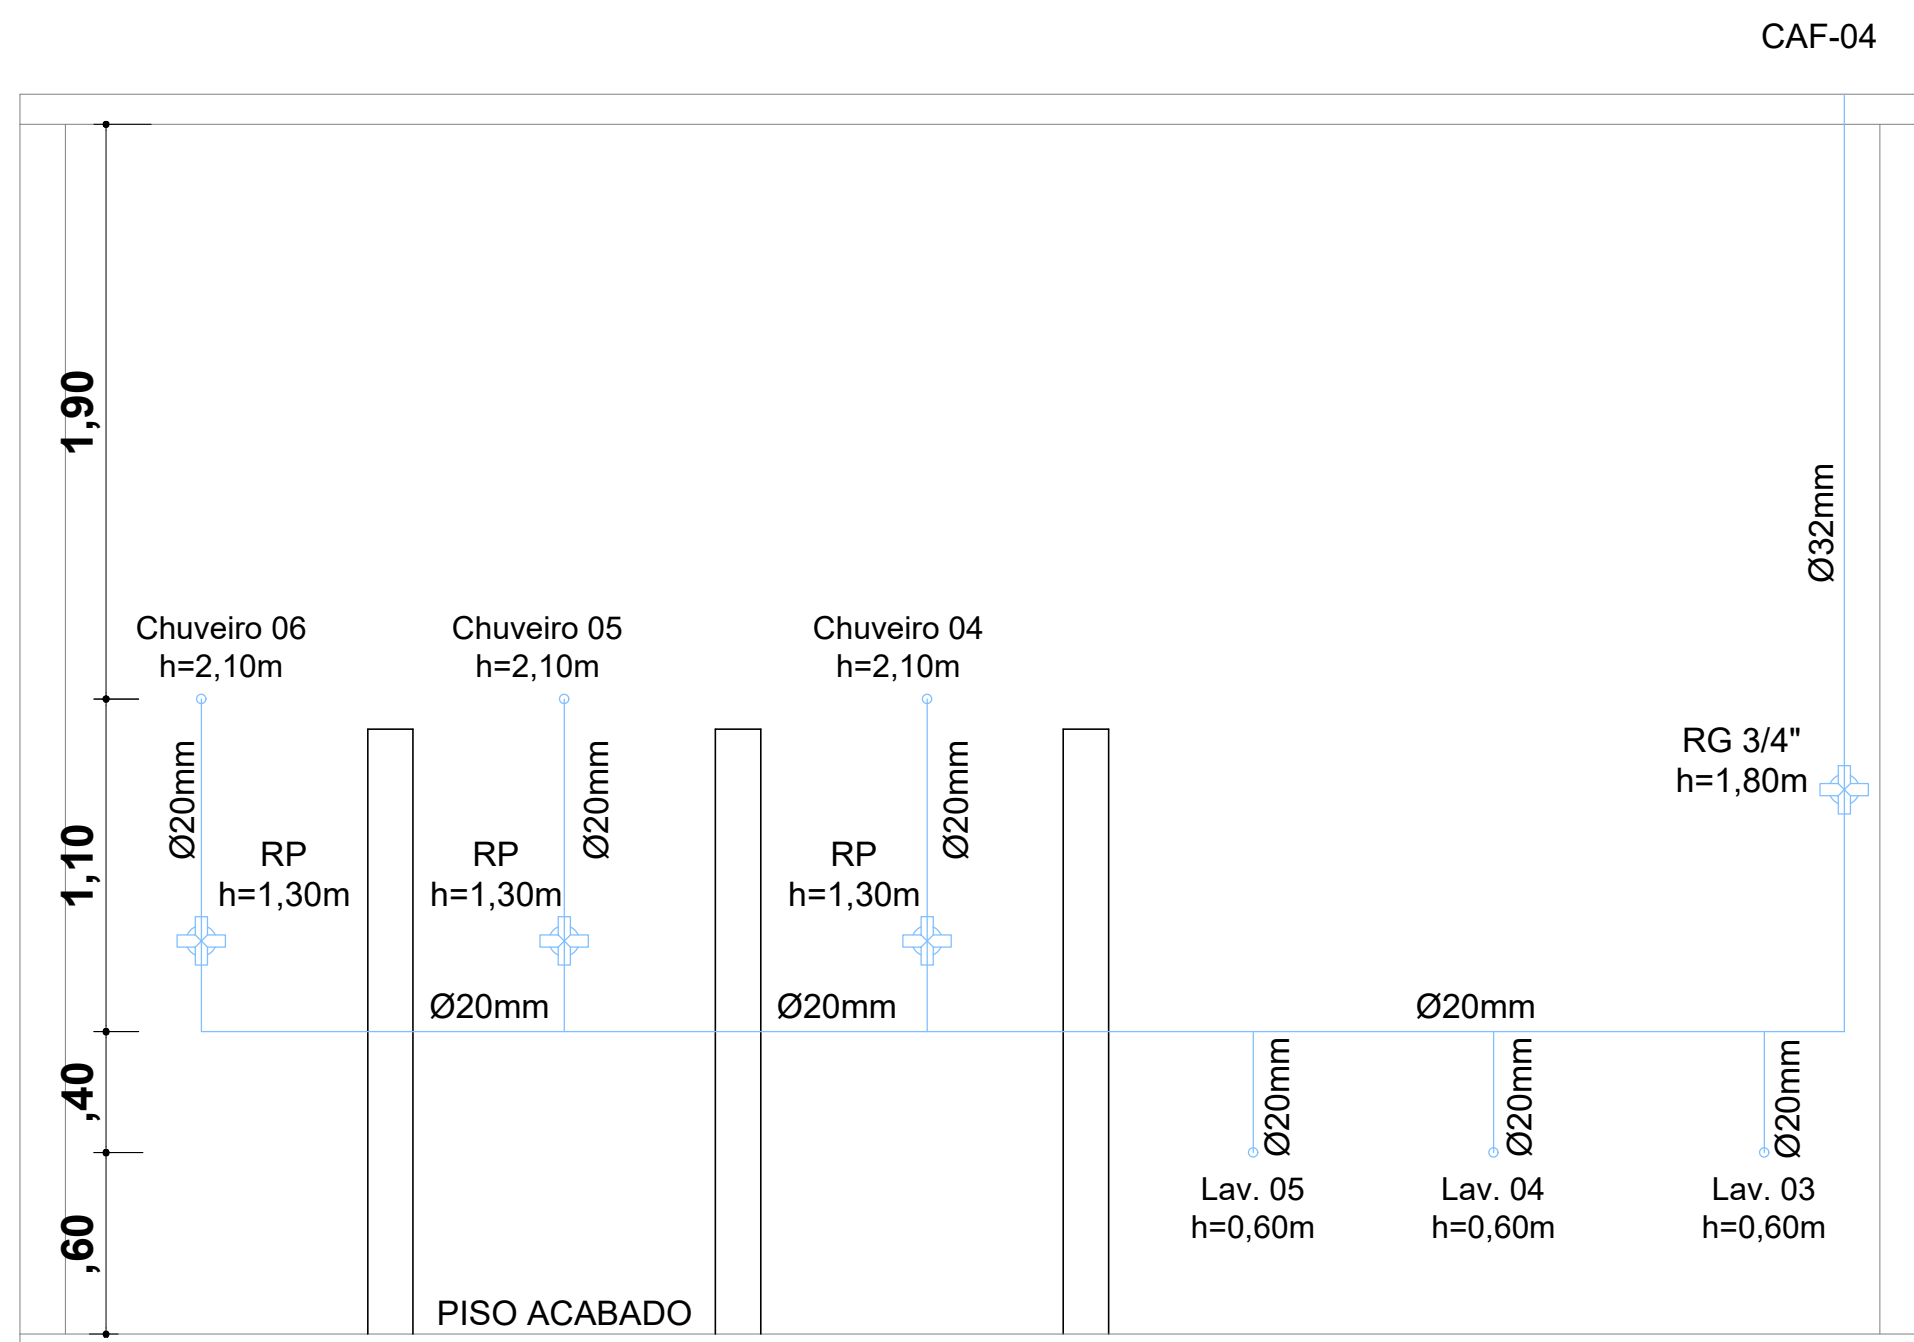 CAF-04
1,90
Ø32mm
Chuveiro 06
h=2,10m
Chuveiro 05
h=2,10m
Chuveiro 04
h=2,10m
RG 3/4"
h=1,80m
Ø20mm
Ø20mm
Ø20mm
1,10
RP
h=1,30m
RP
h=1,30m
RP
h=1,30m
Ø20mm
Ø20mm
Ø20mm
,40
Ø20mm
Ø20mm
Ø20mm
Lav. 05
h=0,60m
Lav. 04
h=0,60m
Lav. 03
h=0,60m
,60
PISO ACABADO